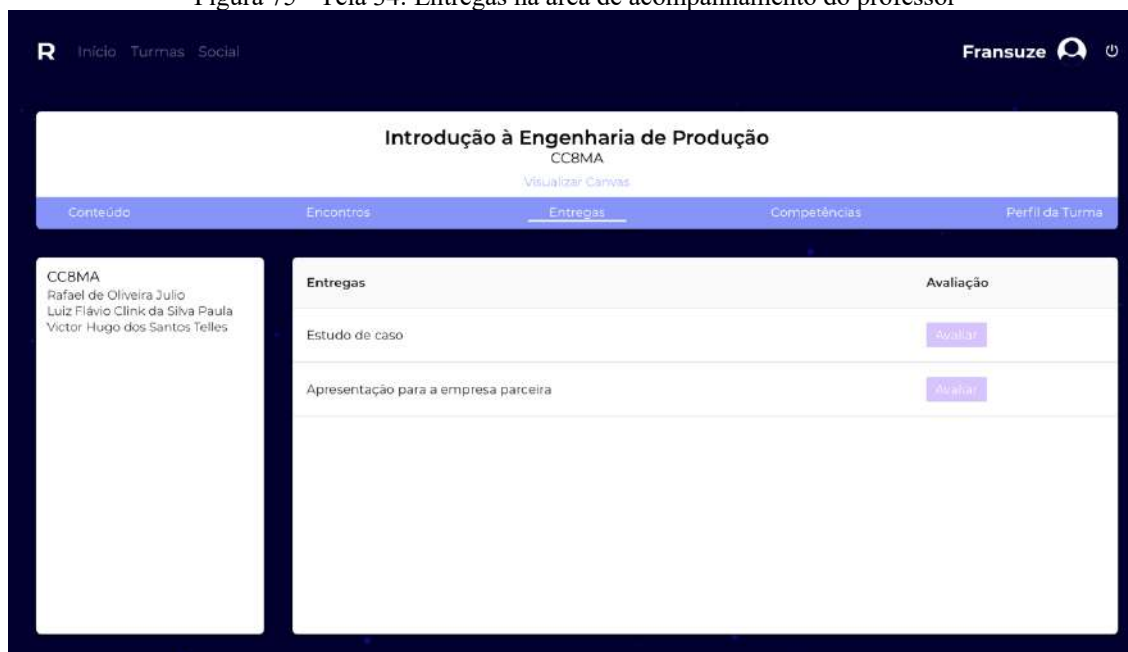 Figura 75 - Tela 34: Entregas na área de acompanhamento do professor
R Início Turmas Social
Fransuze
Introdução à Engenharia de Produção
CC8MA
Visualizar Canvas
Conteúdo Encontros Entregas Competências Perfil da Turma
CC8MA
Rafael de Oliveira Julio
Luiz Flávio Clink da Silva Paula
Victor Hugo dos Santos Telles
Entregas Avaliação
Estudo de caso Avaliar
Apresentação para a empresa parceira Avaliar